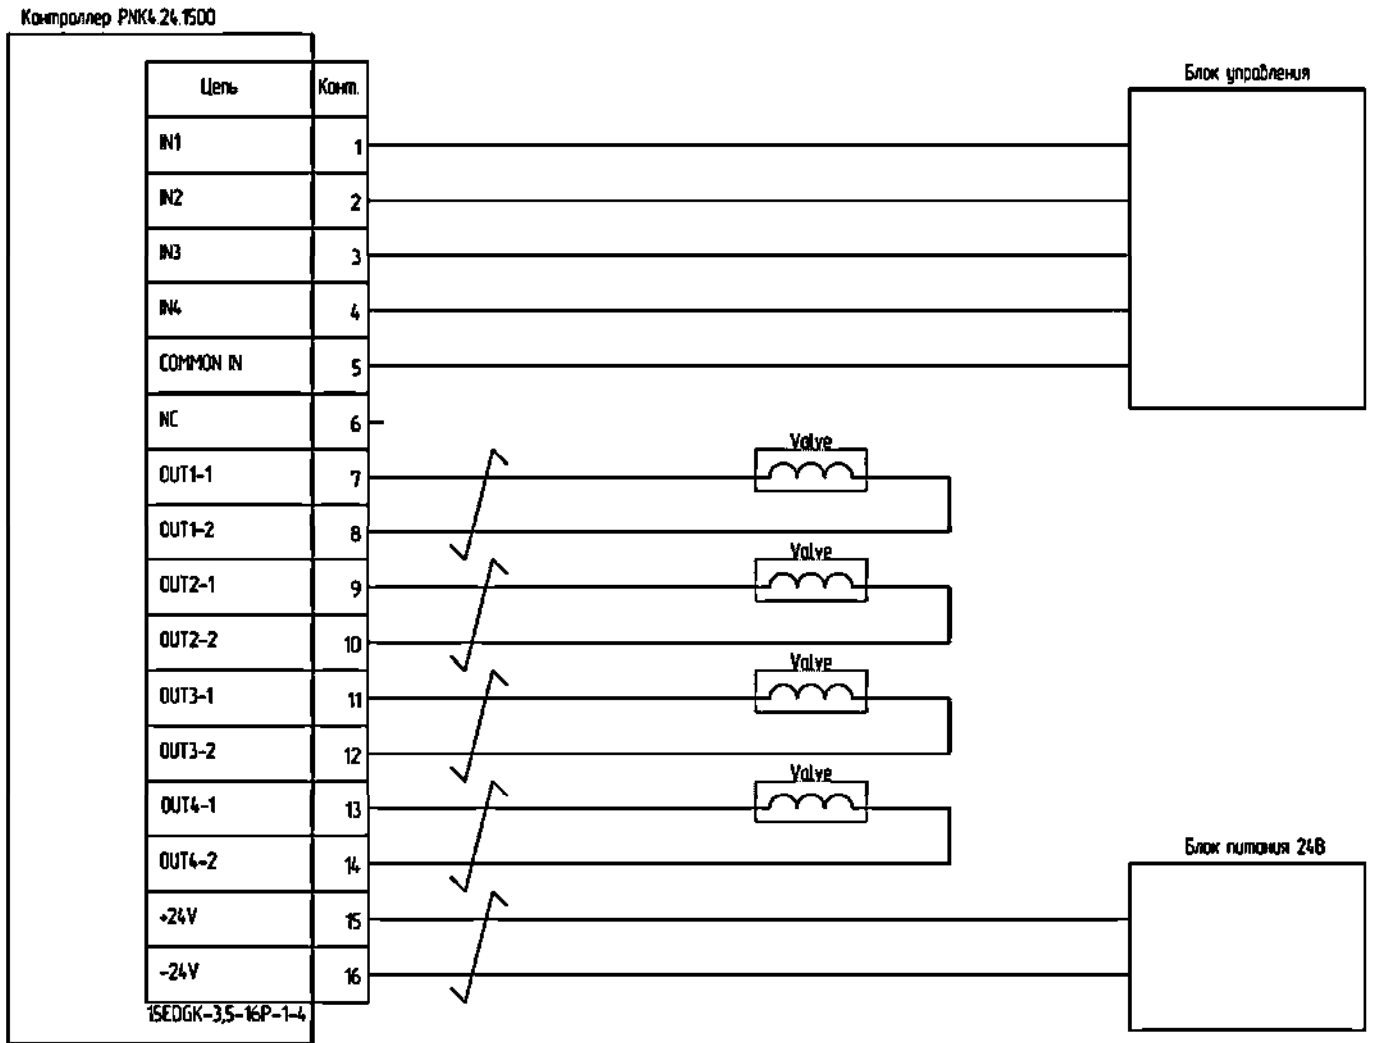 Контроллер PNK4.24.1500
Цепь Конт.
IN1 1
IN2 2
IN3 3
IN4 4
COMMON IN 5
NC 6
OUT1-1 7
OUT1-2 8
OUT2-1 9
OUT2-2 10
OUT3-1 11
OUT3-2 12
OUT4-1 13
OUT4-2 14
+24V 15
-24V 16
15EDGK-3,5-16P-1-4
Блок управления
Valve
Valve
Valve
Valve
Блок питания 24В